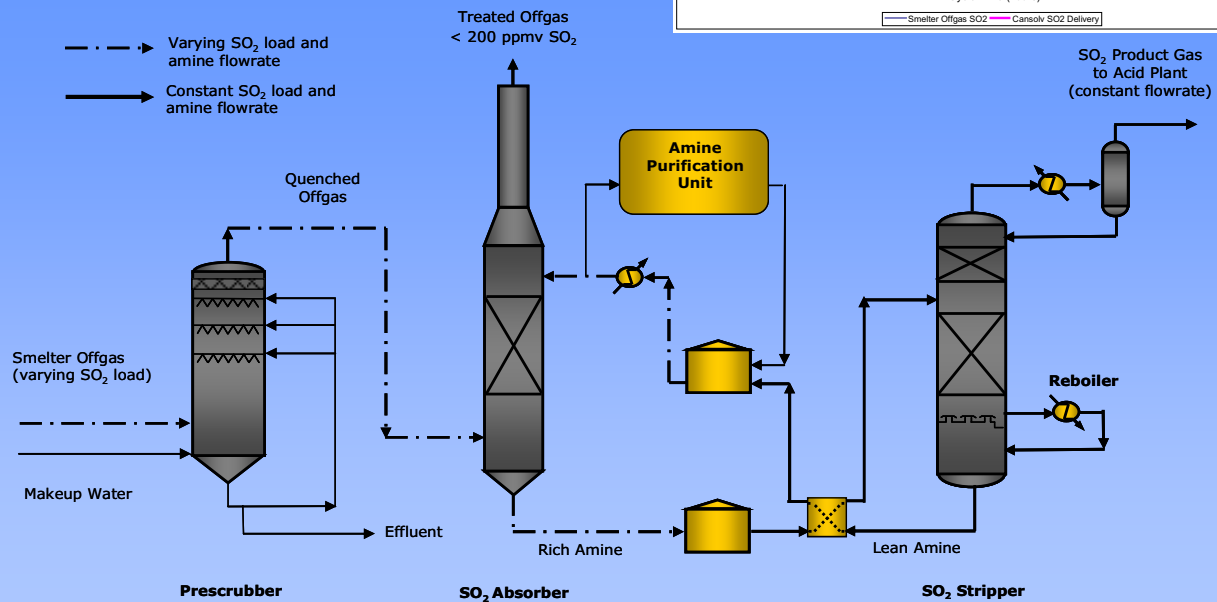 Smelter Offgas SO2
Cansolv SO2 Delivery
Treated Offgas
< 200 ppmv SO₂
Varying SO₂ load and
amine flowrate
Constant SO₂ load and
amine flowrate
SO₂ Product Gas
to Acid Plant
(constant flowrate)
Amine
Purification
Unit
Quenched
Offgas
Smelter Offgas
(varying SO₂ load)
Reboiler
Makeup Water
Effluent
Rich Amine
Lean Amine
Prescrubber
SO₂ Absorber
SO₂ Stripper